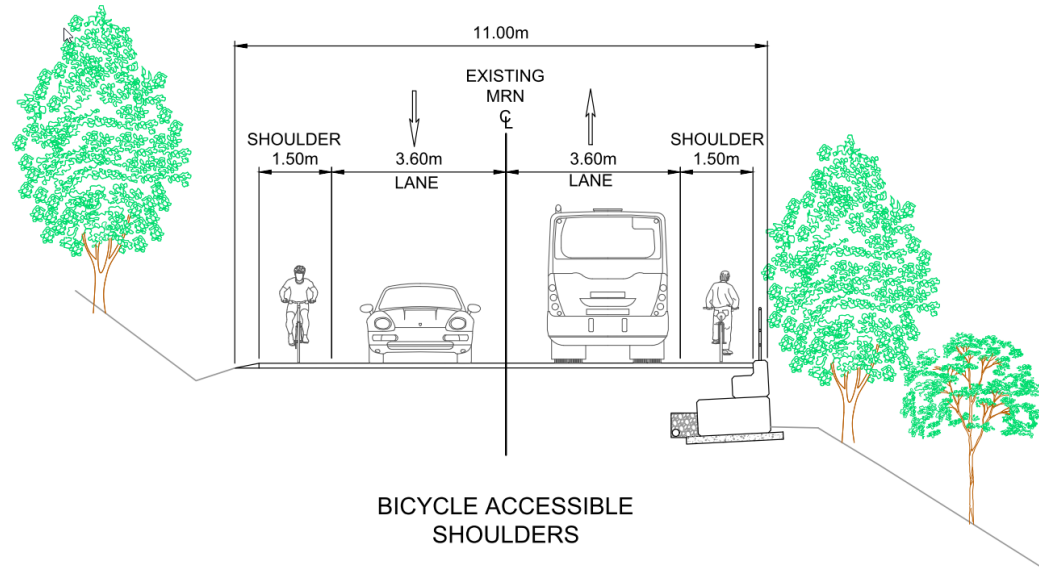 11.00m
EXISTING
MRN
℄
SHOULDER
1.50m
3.60m
LANE
3.60m
LANE
SHOULDER
1.50m
BICYCLE ACCESSIBLE
SHOULDERS